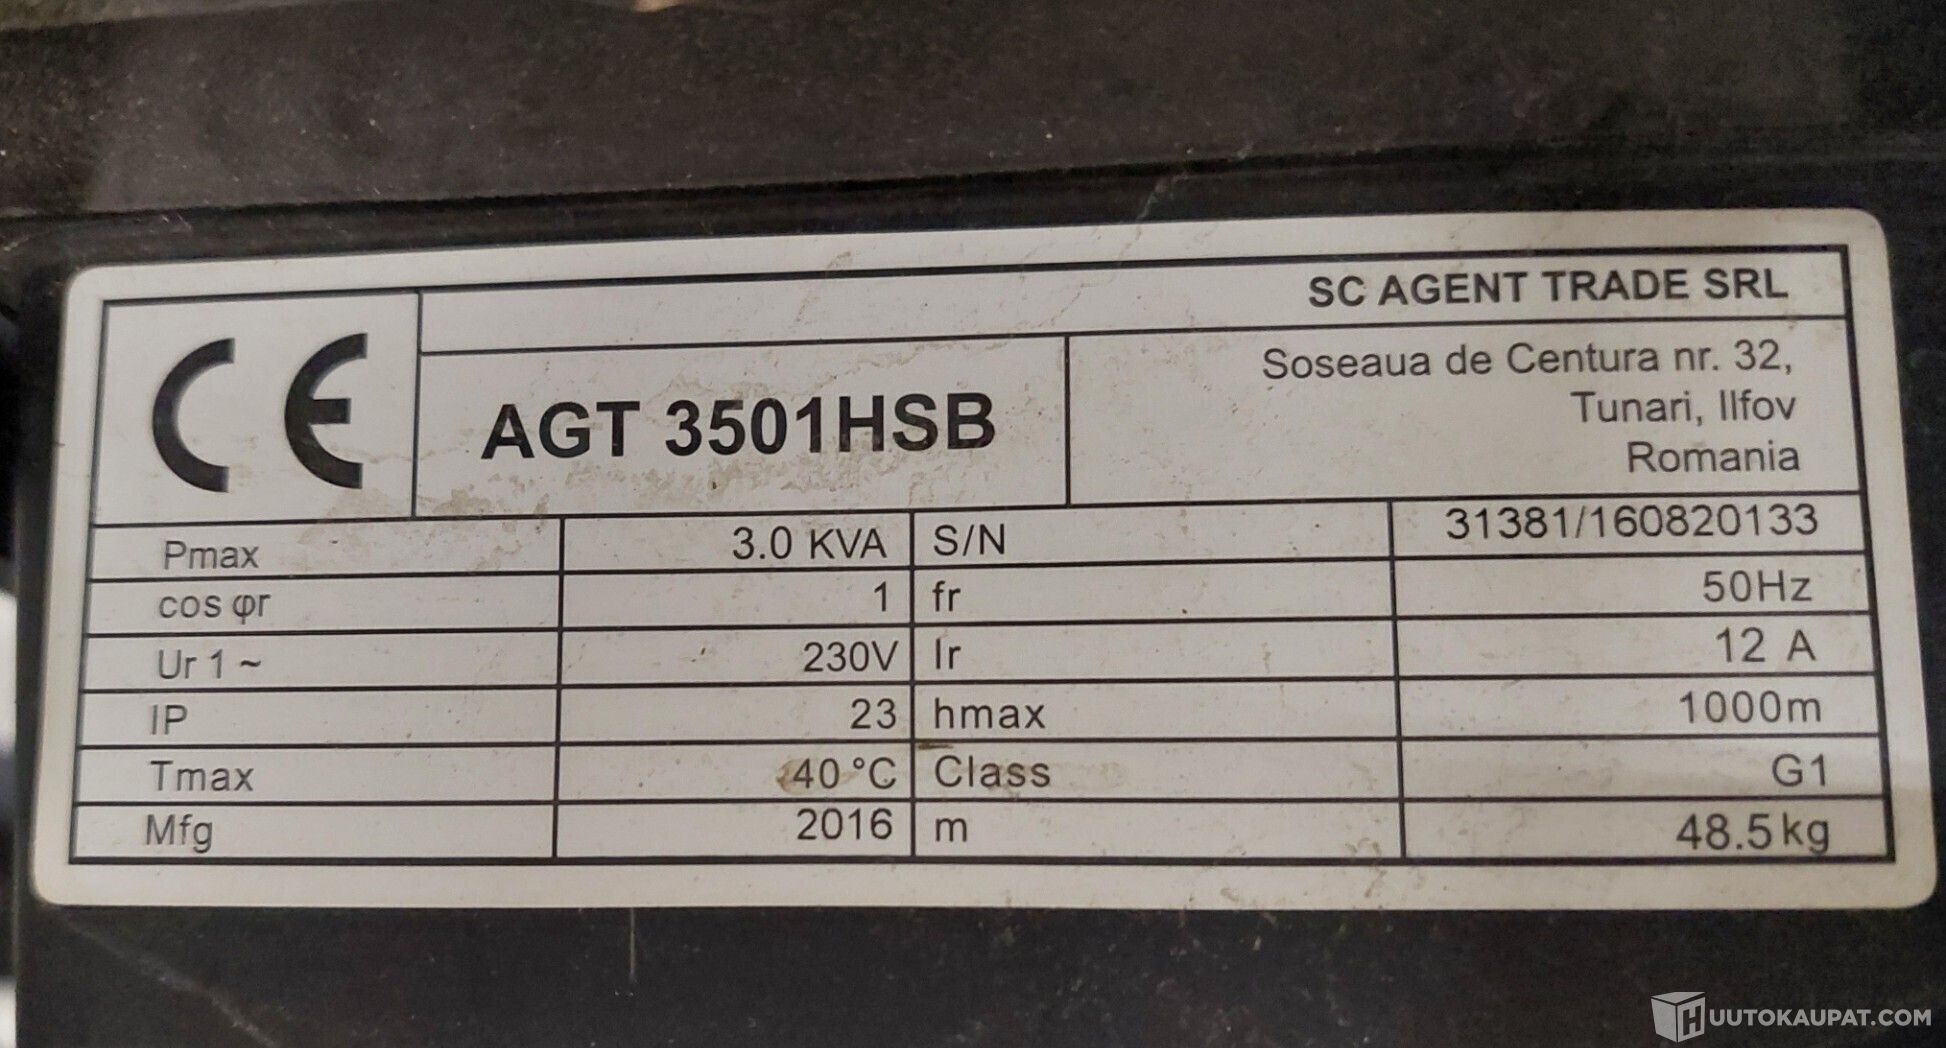 CE
SC AGENT TRADE SRL
AGT 3501HSB
Soseaua de Centura nr. 32,
Tunari, Ilfov
Romania
Pmax 3.0 KVA S/N 31381/160820133
cos φr 1 fr 50Hz
Ur 1 ~ 230V Ir 12 A
IP 23 hmax 1000m
Tmax 40 °C Class G1
Mfg 2016 m 48.5kg
HUUTOKAUPAT.COM